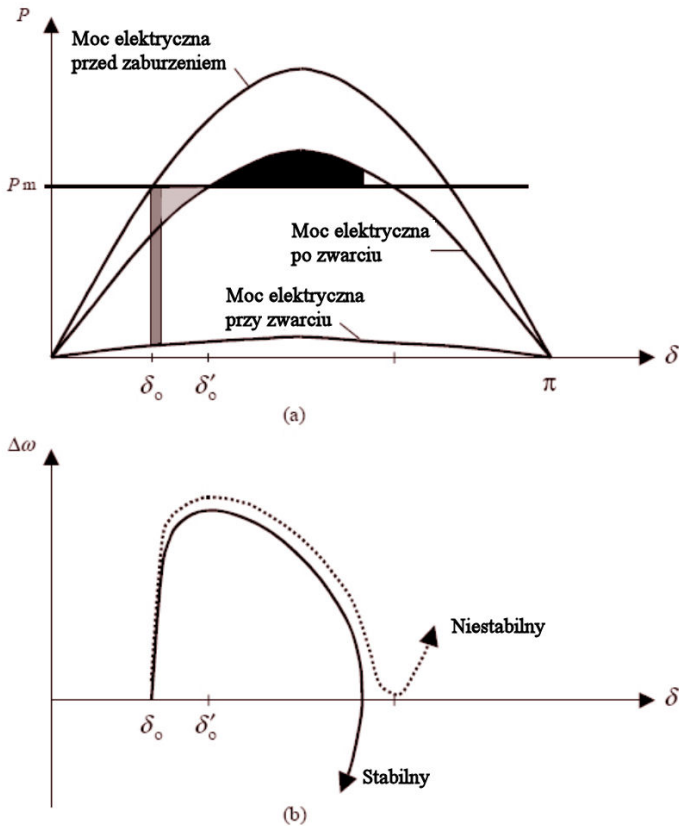 P
Moc elektryczna
przed zaburzeniem
Pm
Moc elektryczna
po zwarciu
Moc elektryczna
przy zwarciu
δ
δₒ δ′ₒ π
(a)
Δω
Niestabilny
δ
δₒ δ′ₒ
Stabilny
(b)